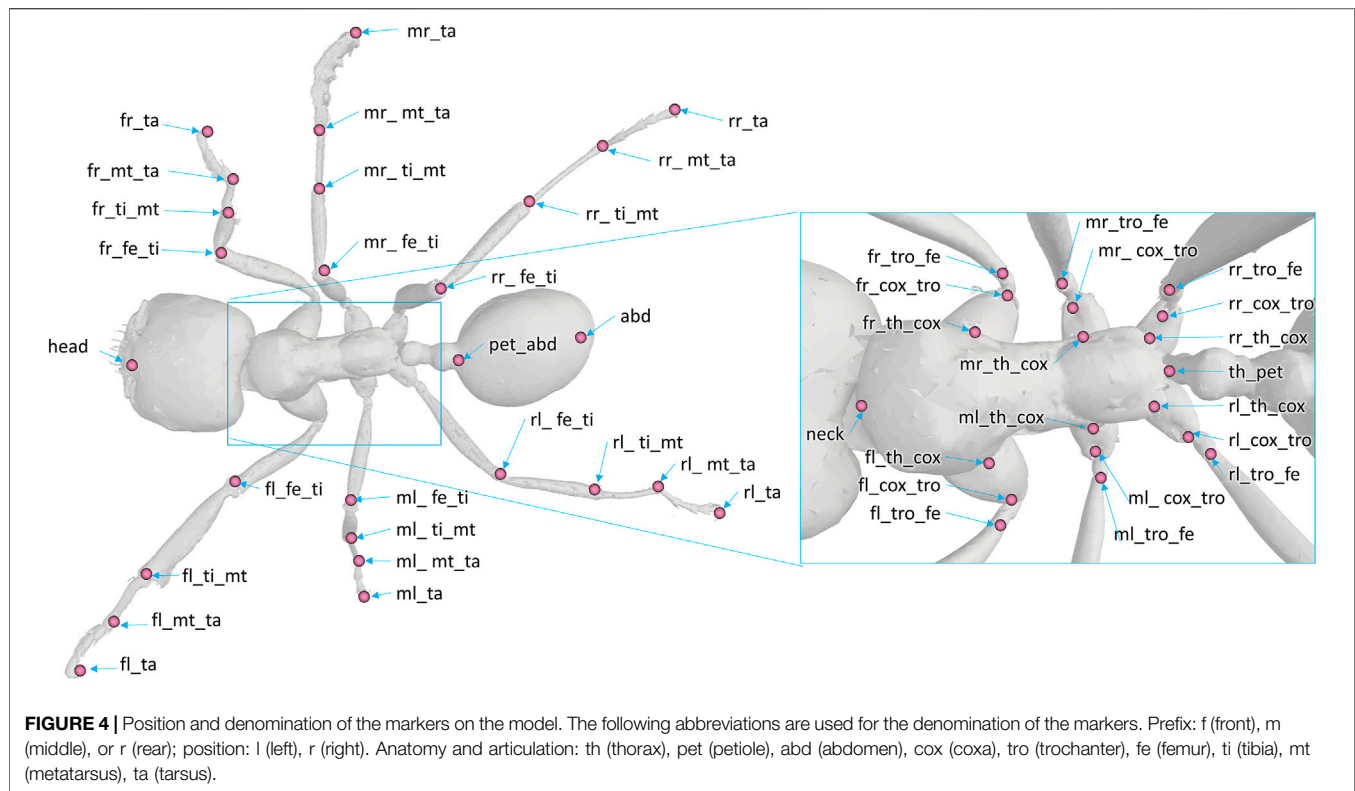 mr_ta
fr_ta
mr_ mt_ta
rr_ta
fr_mt_ta
mr_ ti_mt
rr_ mt_ta
fr_ti_mt
rr_ ti_mt
fr_fe_ti
mr_ fe_ti
rr_ fe_ti
head
abd
pet_abd
rl_ fe_ti
rl_ ti_mt
rl_ mt_ta
rl_ta
fl_fe_ti
ml_ fe_ti
ml_ ti_mt
ml_ mt_ta
ml_ta
fl_ti_mt
fl_mt_ta
fl_ta
mr_tro_fe
fr_tro_fe
mr_ cox_tro
rr_tro_fe
fr_cox_tro
rr_cox_tro
fr_th_cox
rr_th_cox
mr_th_cox
th_pet
neck
ml_th_cox
rl_th_cox
fl_th_cox
rl_cox_tro
fl_cox_tro
rl_tro_fe
fl_tro_fe
ml_cox_tro
ml_tro_fe
FIGURE 4 | Position and denomination of the markers on the model. The following abbreviations are used for the denomination of the markers. Prefix: f (front), m
(middle), or r (rear); position: l (left), r (right). Anatomy and articulation: th (thorax), pet (petiole), abd (abdomen), cox (coxa), tro (trochanter), fe (femur), ti (tibia), mt
(metatarsus), ta (tarsus).